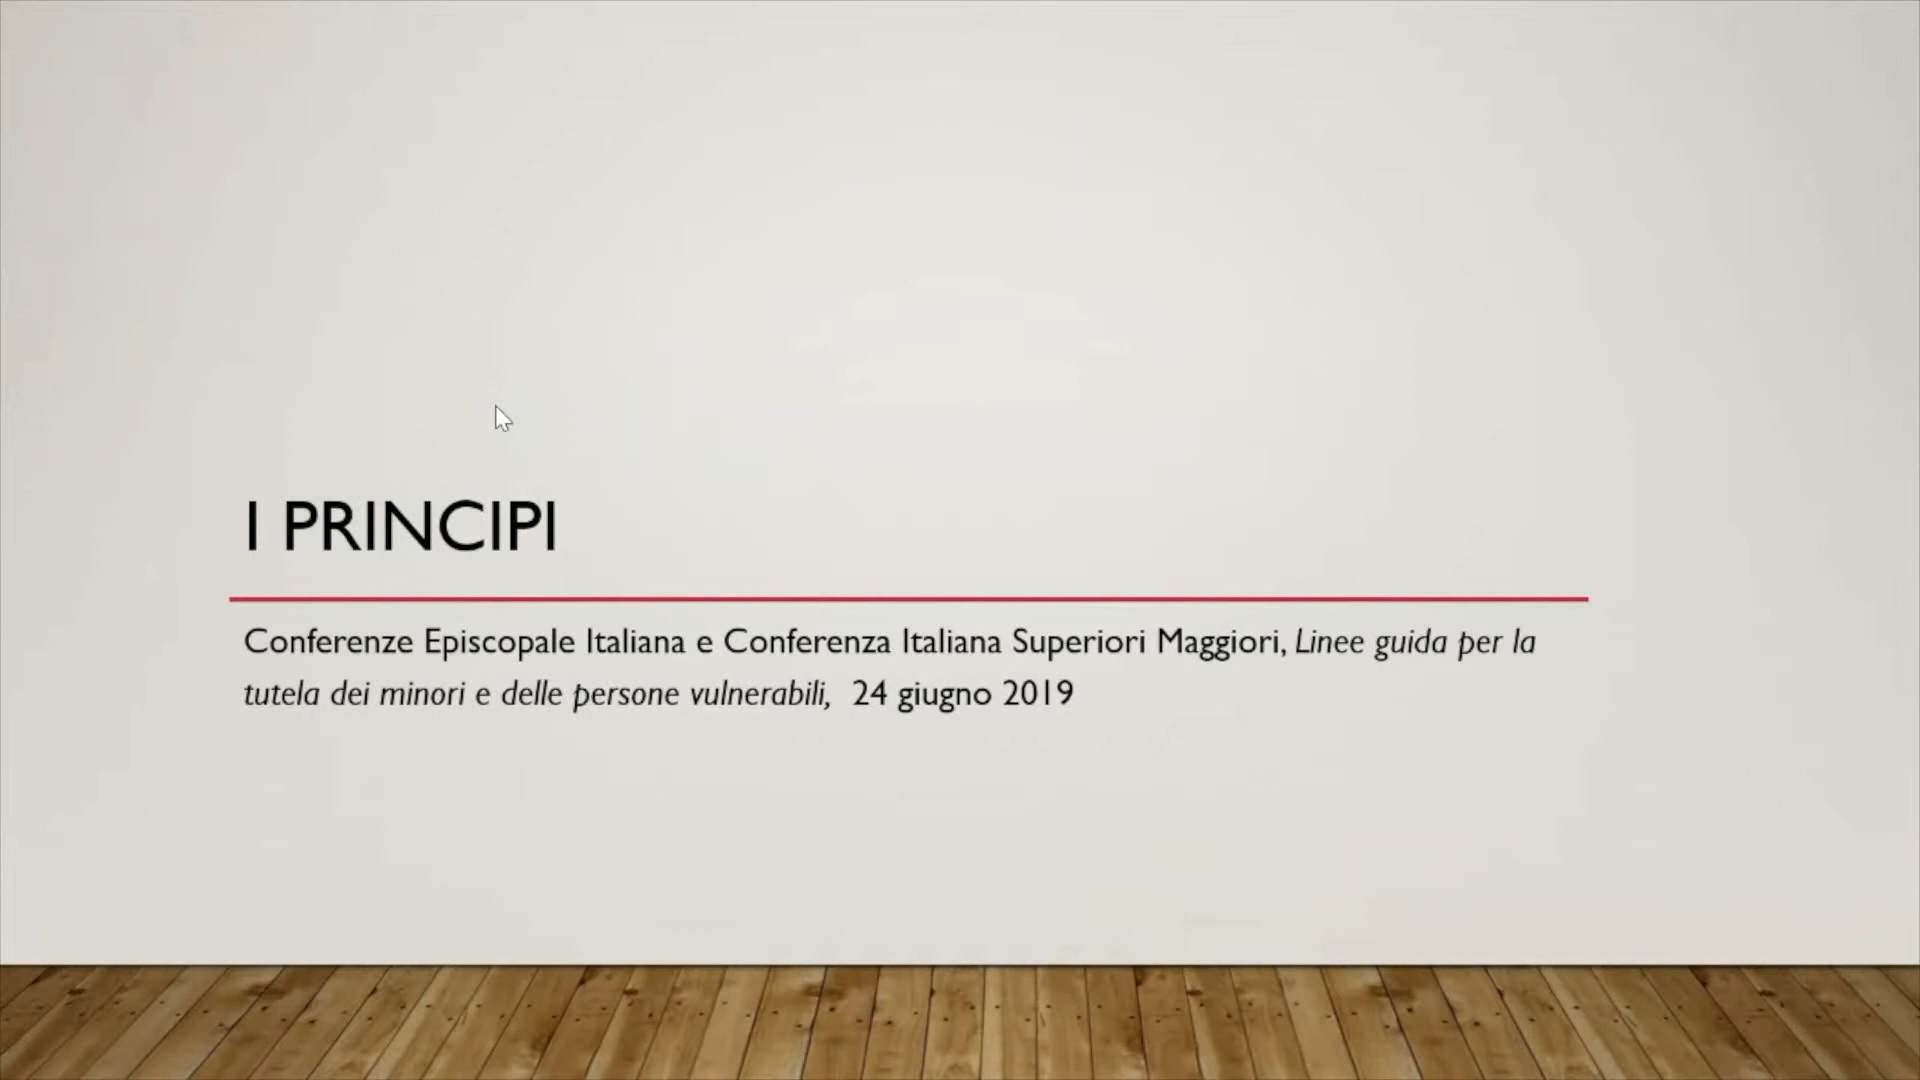 I PRINCIPI
Conferenze Episcopale Italiana e Conferenza Italiana Superiori Maggiori, Linee guida per la
tutela dei minori e delle persone vulnerabili, 24 giugno 2019